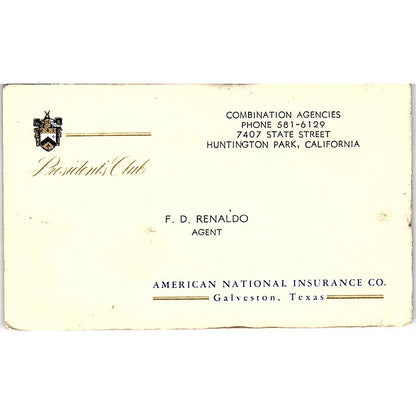 COMBINATION AGENCIES
PHONE 581-6129
7407 STATE STREET
HUNTINGTON PARK, CALIFORNIA
Presidents' Club
F. D. RENALDO
AGENT
AMERICAN NATIONAL INSURANCE CO.
Galveston, Texas